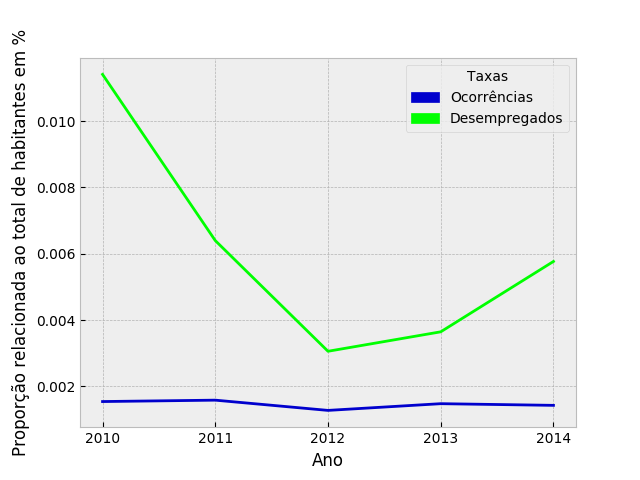 Proporção relacionada ao total de habitantes em %
Taxas
Ocorrências
Desempregados
0.010
0.008
0.006
0.004
0.002
2010 2011 2012 2013 2014
Ano